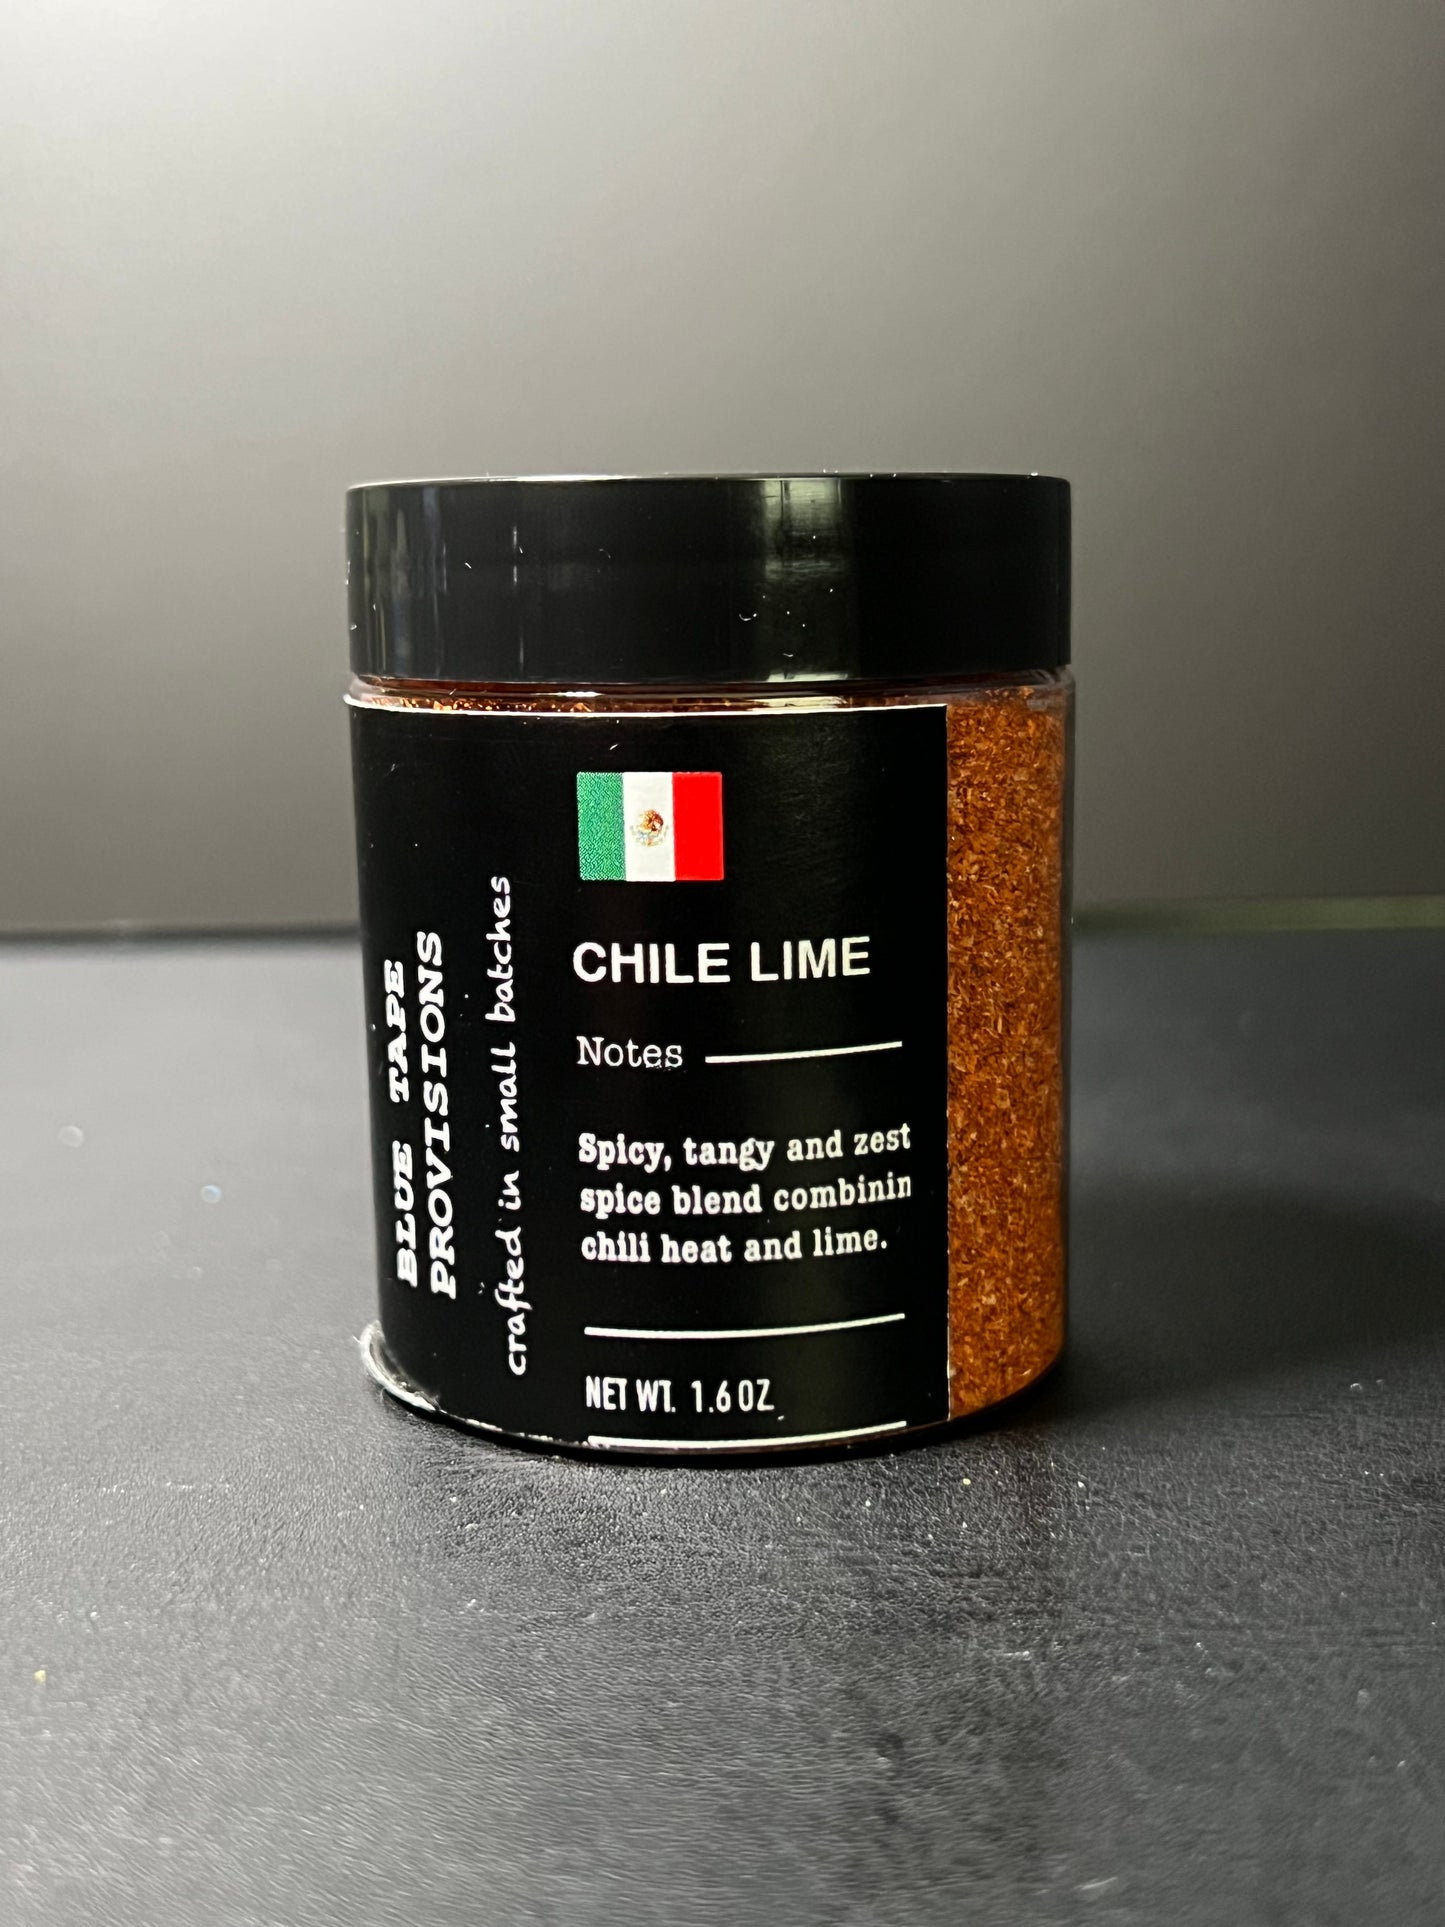 BLUE TAPE
PROVISIONS
crafted in small batches
CHILE LIME
Notes
Spicy, tangy and zest
spice blend combinin
chili heat and lime.
NET WT. 1.6 OZ